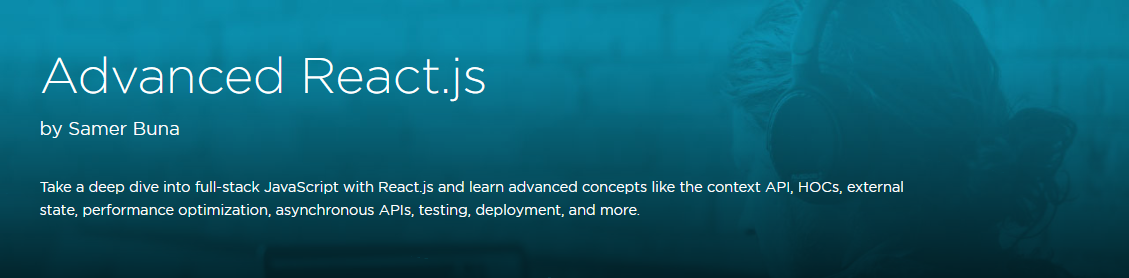 Advanced React.js
by Samer Buna
Take a deep dive into full-stack JavaScript with React.js and learn advanced concepts like the context API, HOCs, external
state, performance optimization, asynchronous APIs, testing, deployment, and more.